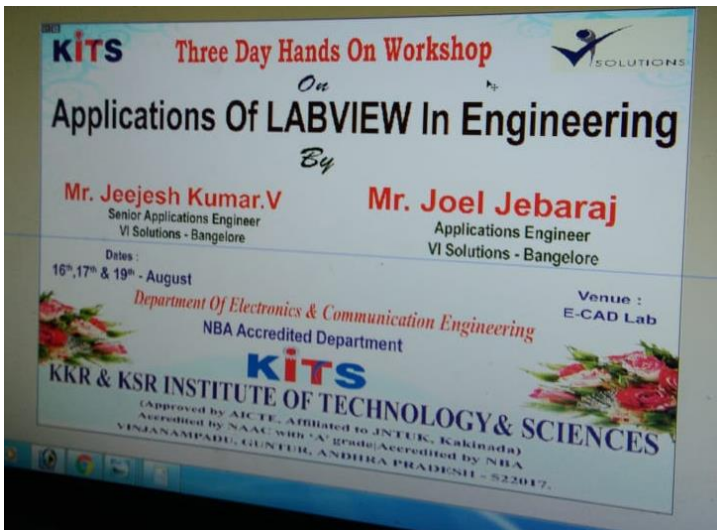 KITS
Three Day Hands On Workshop
SOLUTIONS
On
Applications Of LABVIEW In Engineering
By
Mr. Jeejesh Kumar.V
Senior Applications Engineer
VI Solutions - Bangelore
Mr. Joel Jebaraj
Applications Engineer
VI Solutions - Bangelore
Dates :
16th,17th & 19th - August
Venue :
E-CAD Lab
Department Of Electronics & Communication Engineering
NBA Accredited Department
KITS
KKR & KSR INSTITUTE OF TECHNOLOGY& SCIENCES
(Approved by AICTE, Affiliated to JNTUK, Kakinada)
Accredited by NAAC with 'A' grade|Accredited by NBA
VINJANAMPADU, GUNTUR, ANDHRA PRADESH - 522017.